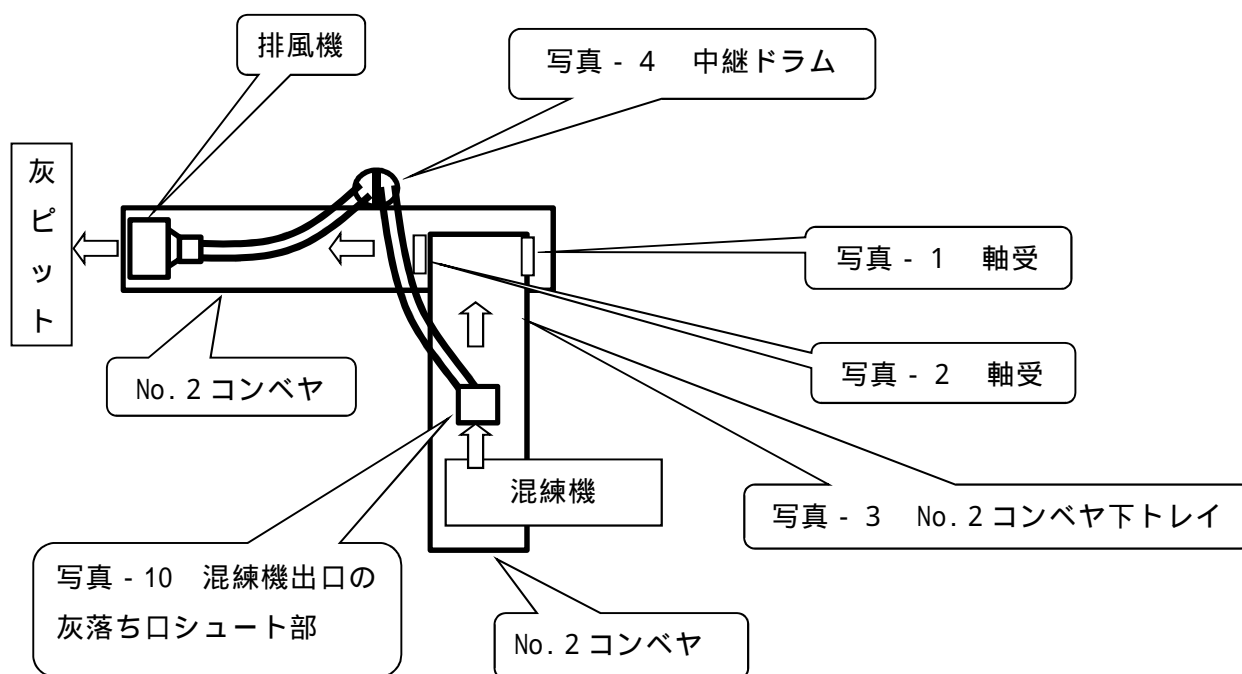 排風機
写真 - 4 中継ドラム
灰ピット
写真 - 1 軸受
No.2コンベヤ
写真 - 2 軸受
混練機
写真 - 3 No.2コンベヤ下トレイ
写真 - 10 混練機出口の
灰落ち口シュート部
No.2コンベヤ